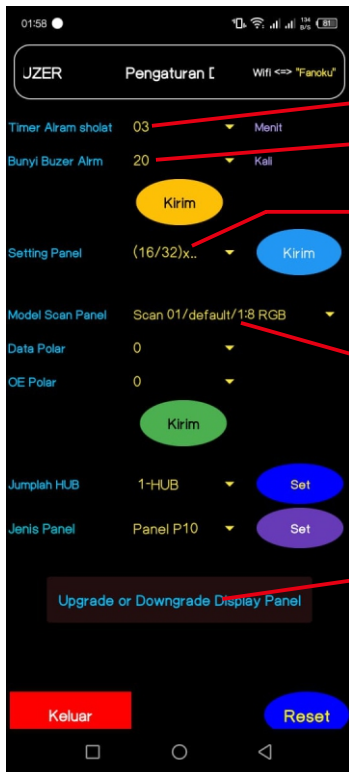 01:58 134 B/S 81
UZER Pengaturan D Wifi <=> "Fanoku"
Timer Alram sholat 03 Menit
Bunyi Buzer Alrm 20 Kali
Kirim
Setting Panel (16/32)x.. Kirim
Model Scan Panel Scan 01/default/1:8 RGB
Data Polar 0
OE Polar 0
Kirim
Jumplah HUB 1-HUB Set
Jenis Panel Panel P10 Set
Upgrade or Downgrade Display Panel
Keluar Reset